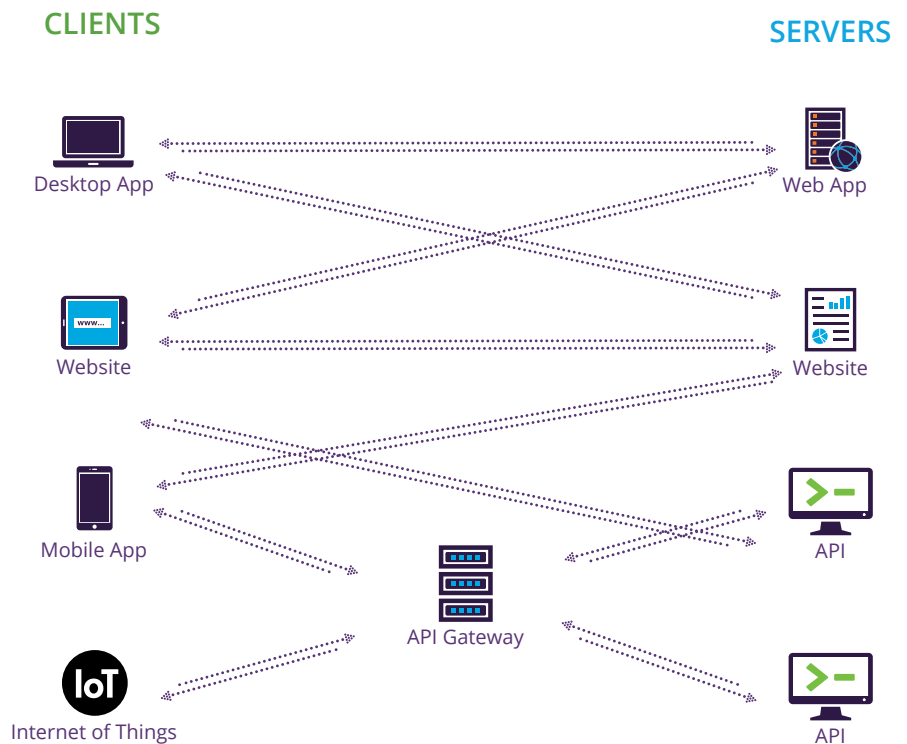 CLIENTS
SERVERS
Desktop App
Web App
www...
Website
Website
Mobile App
API
API Gateway
IoT
Internet of Things
API